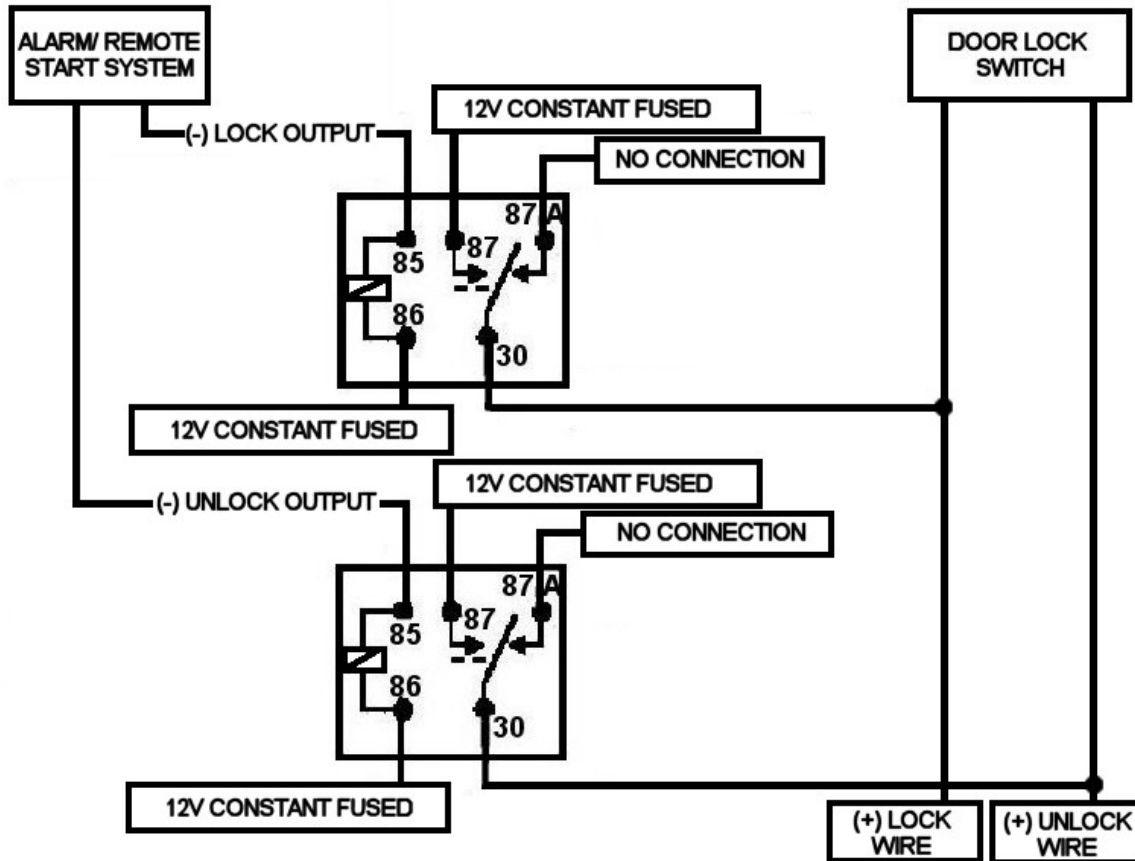 ALARM/ REMOTE
START SYSTEM
DOOR LOCK
SWITCH
12V CONSTANT FUSED
(-) LOCK OUTPUT
NO CONNECTION
87A
87
85
86
30
12V CONSTANT FUSED
12V CONSTANT FUSED
(-) UNLOCK OUTPUT
NO CONNECTION
87A
87
85
86
30
12V CONSTANT FUSED
(+) LOCK
WIRE
(+) UNLOCK
WIRE